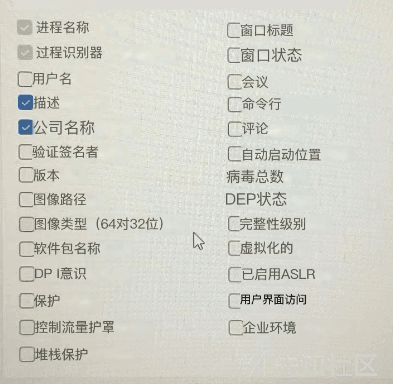 进程名称
过程识别器
用户名
描述
公司名称
验证签名者
版本
图像路径
图像类型（64对32位）
软件包名称
DP I意识
保护
控制流量护罩
堆栈保护
窗口标题
窗口状态
会议
命令行
评论
自动启动位置
病毒总数
DEP状态
完整性级别
虚拟化的
已启用ASLR
用户界面访问
企业环境